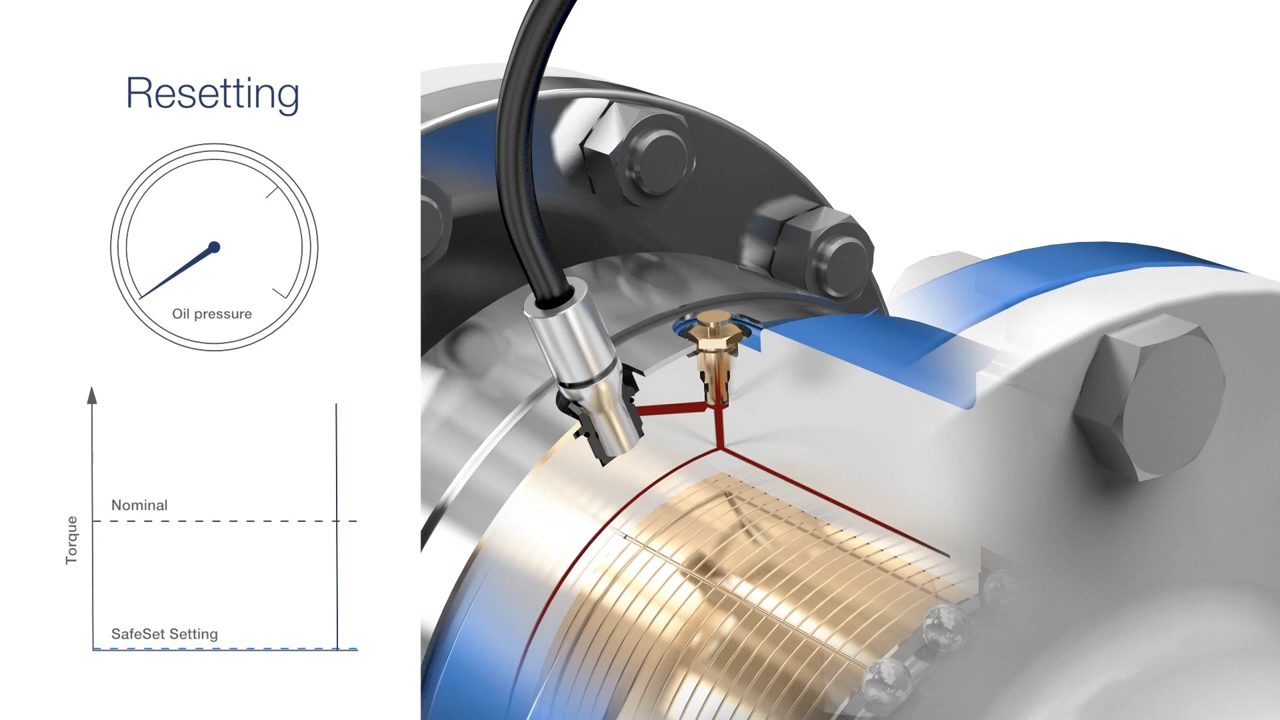 Resetting
Oil pressure
Torque
Nominal
SafeSet Setting